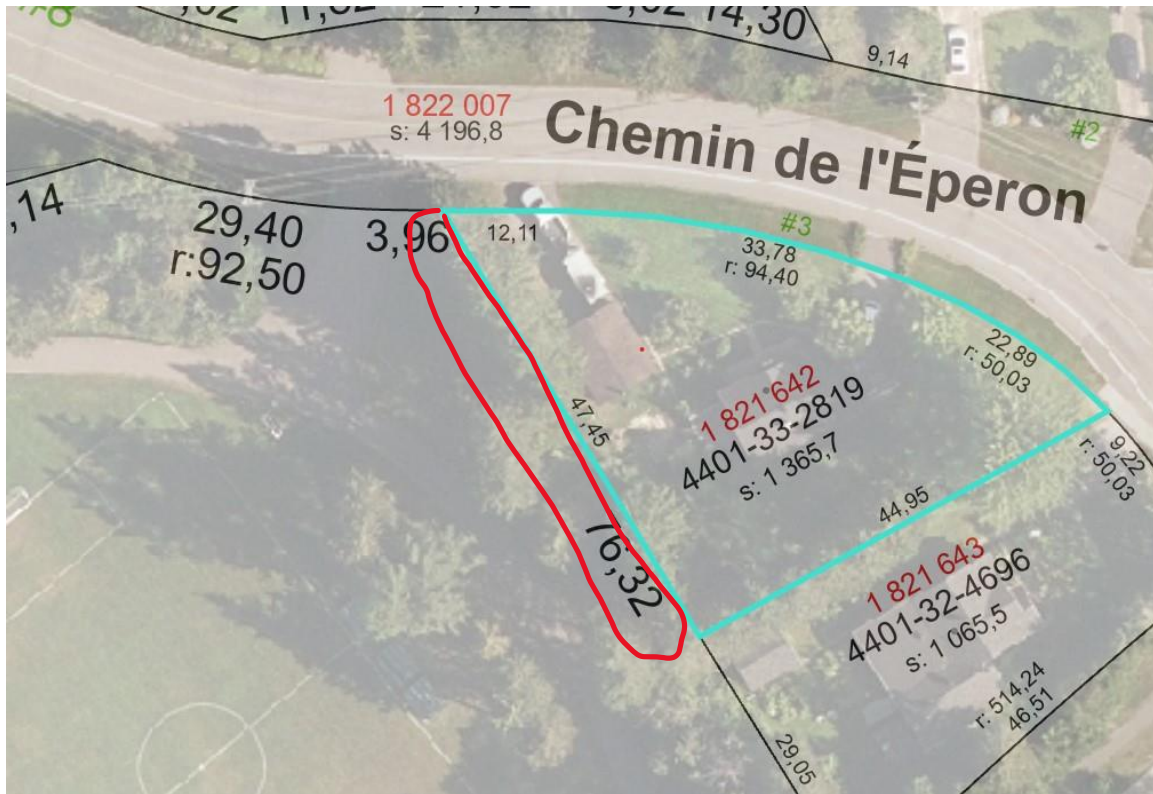 14,30
9,14
1 822 007
s: 4 196,8
Chemin de l'Éperon
#2
,14
29,40
r:92,50
3,96
12,11
#3
33,78
r: 94,40
22,89
r: 50,03
47,45
1 821 642
4401-33-2819
s: 1 365,7
9,22
r: 50,03
44,95
76,32
1 821 643
4401-32-4696
s: 1 065,5
r: 514,24
46,51
29,05